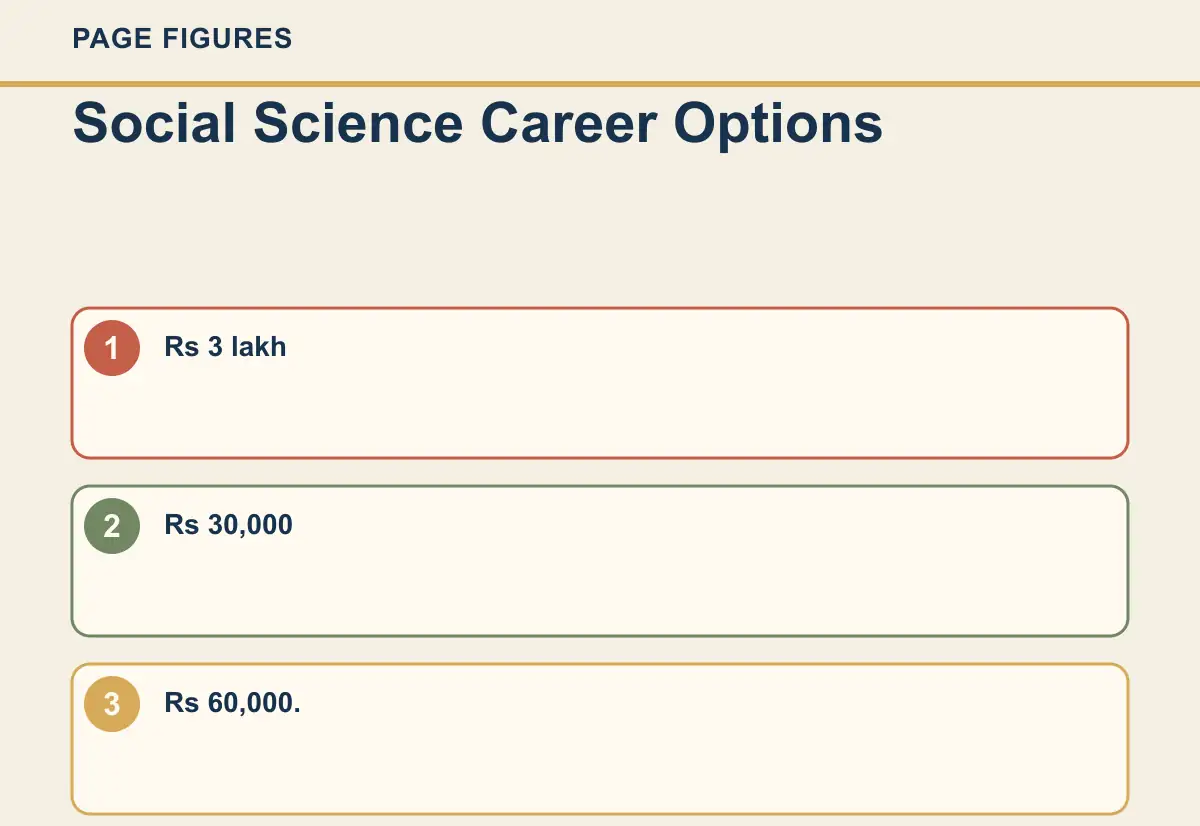 PAGE FIGURES
Social Science Career Options
1 Rs 3 lakh
2 Rs 30,000
3 Rs 60,000.